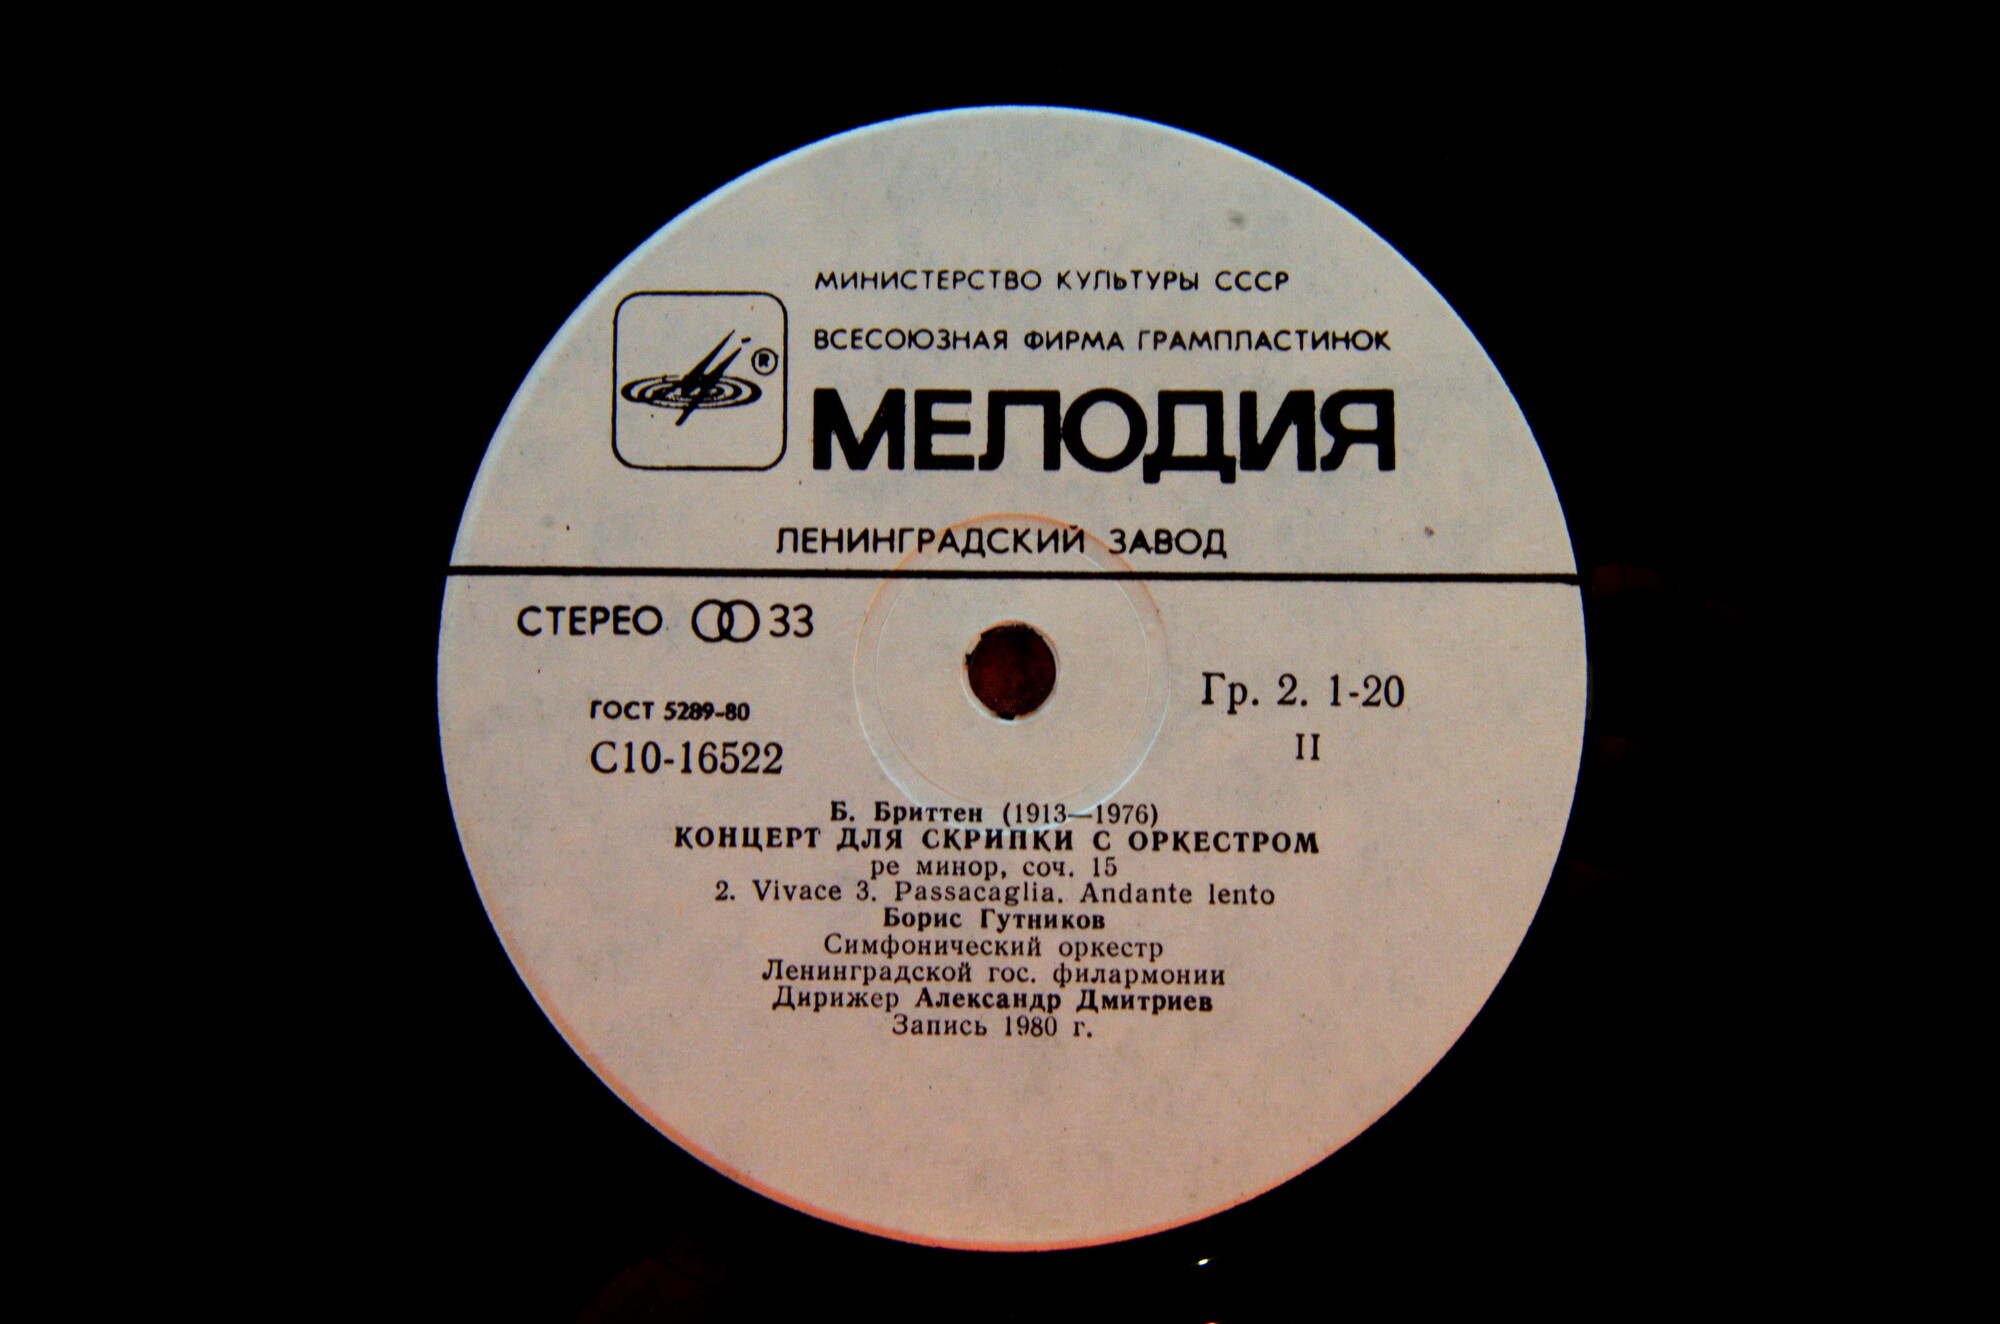 МИНИСТЕРСТВО КУЛЬТУРЫ СССР
ВСЕСОЮЗНАЯ ФИРМА ГРАМПЛАСТИНОК
®
МЕЛОДИЯ
ЛЕНИНГРАДСКИЙ ЗАВОД
СТЕРЕО 33
ГОСТ 5289-80
С10-16522
Гр. 2. 1-20
II
Б. Бриттен (1913—1976)
КОНЦЕРТ ДЛЯ СКРИПКИ С ОРКЕСТРОМ
ре минор, соч. 15
2. Vivace 3. Passacaglia. Andante lento
Борис Гутников
Симфонический оркестр
Ленинградской гос. филармонии
Дирижер Александр Дмитриев
Запись 1980 г.